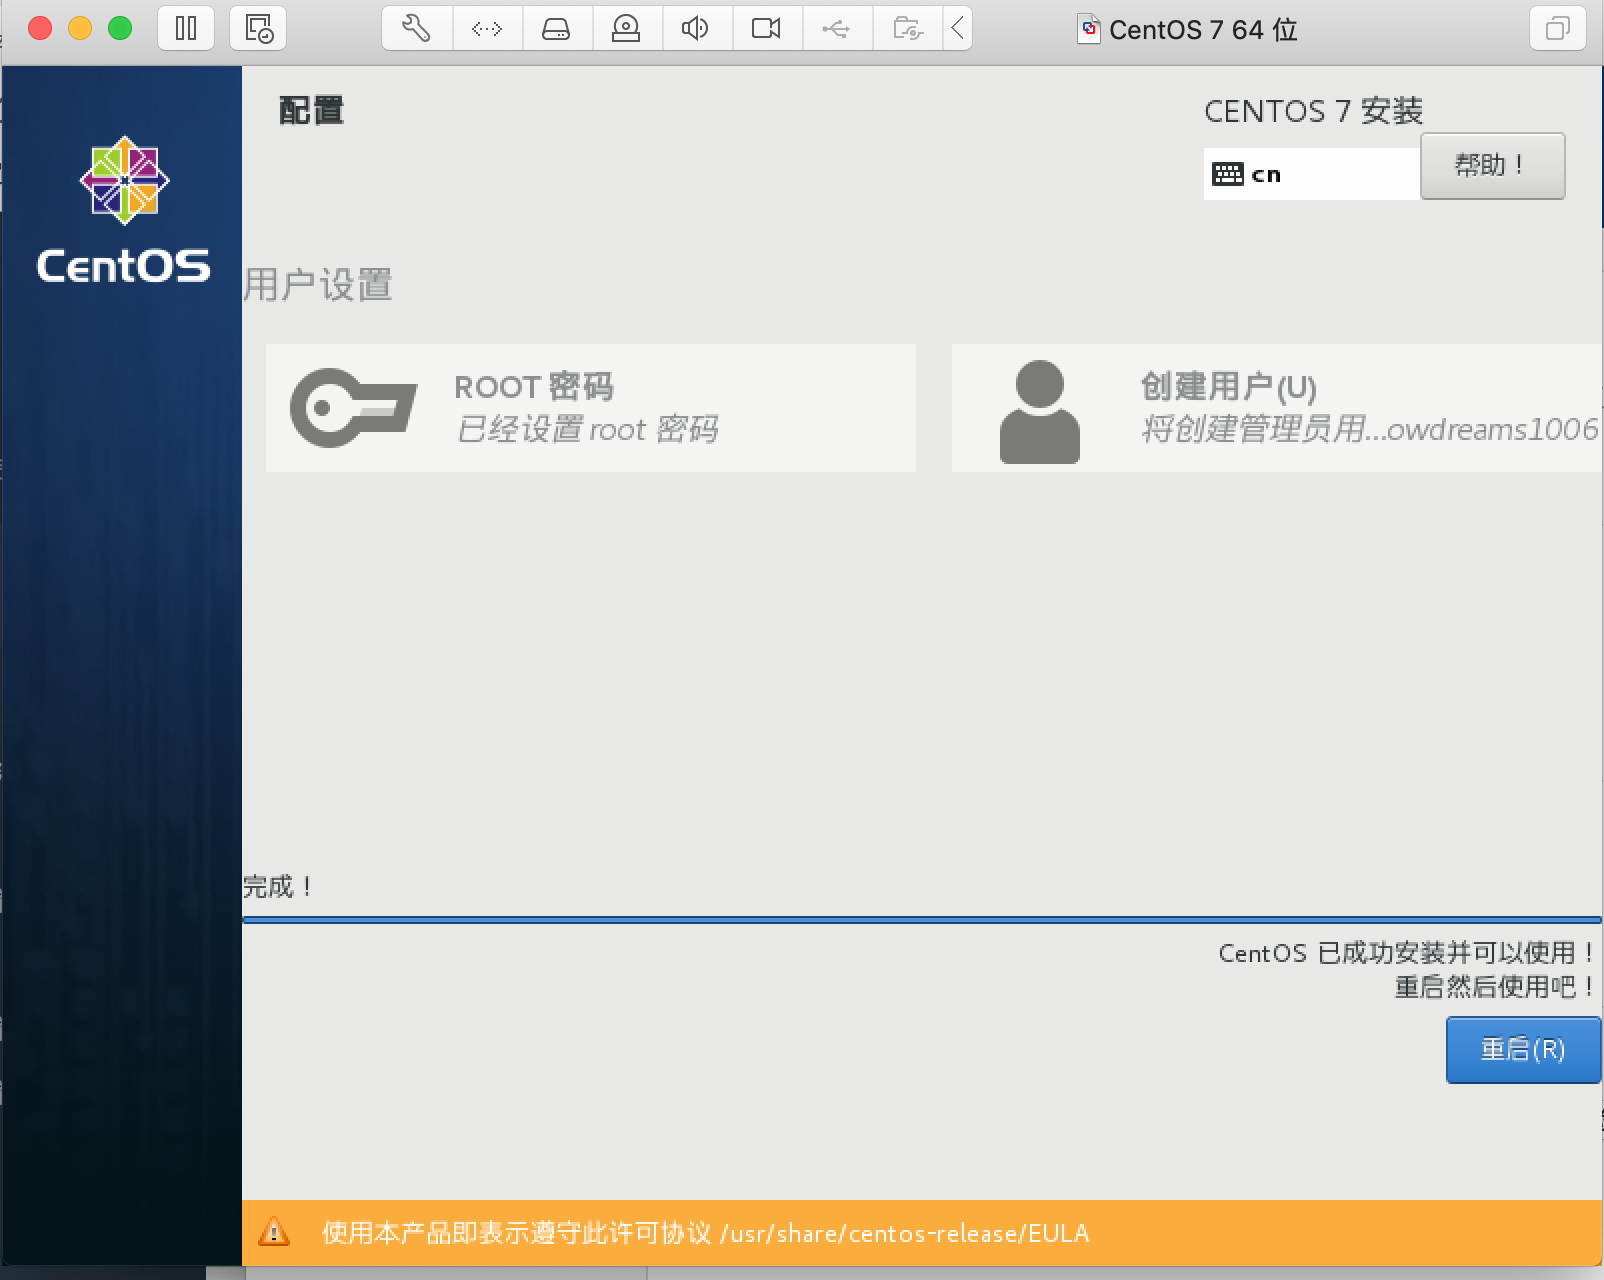 CentOS 7 64 位
配置
CENTOS 7 安装
cn
帮助！
CentOS
用户设置
ROOT 密码
已经设置 root 密码
创建用户(U)
将创建管理员用...owdreams1006
完成！
CentOS 已成功安装并可以使用！
重启然后使用吧！
重启(R)
使用本产品即表示遵守此许可协议 /usr/share/centos-release/EULA